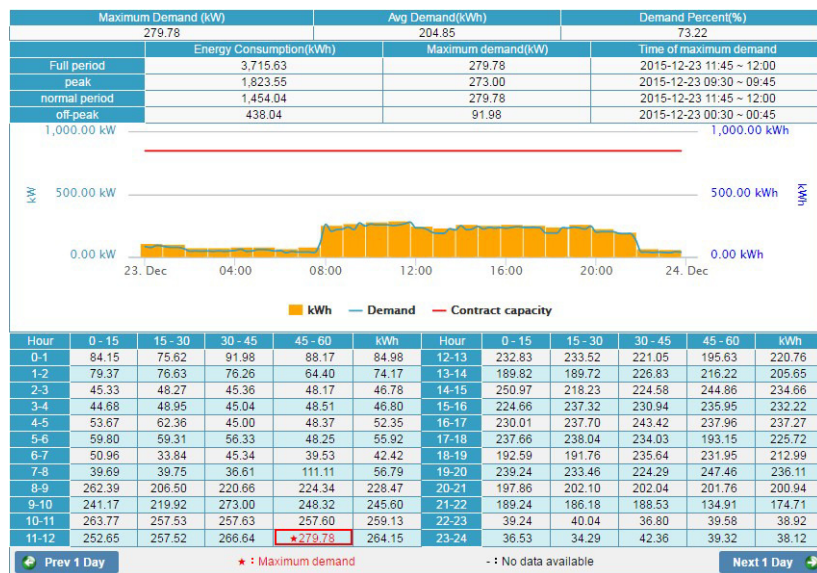 Maximum Demand (kW) Avg Demand(kWh) Demand Percent(%)
279.78 204.85 73.22
Energy Consumption(kWh) Maximum demand(kW) Time of maximum demand
Full period 3,715.63 279.78 2015-12-23 11:45 ~ 12:00
peak 1,823.55 273.00 2015-12-23 09:30 ~ 09:45
normal period 1,454.04 279.78 2015-12-23 11:45 ~ 12:00
off-peak 438.04 91.98 2015-12-23 00:30 ~ 00:45
1,000.00 kW 1,000.00 kWh
kW 500.00 kW 500.00 kWh kWh
0.00 kW 0.00 kWh
23. Dec 04:00 08:00 12:00 16:00 20:00 24. Dec
kWh Demand Contract capacity
Hour 0 - 15 15 - 30 30 - 45 45 - 60 kWh Hour 0 - 15 15 - 30 30 - 45 45 - 60 kWh
0-1 84.15 75.62 91.98 88.17 84.98 12-13 232.83 233.52 221.05 195.63 220.76
1-2 79.37 76.63 76.26 64.40 74.17 13-14 189.82 189.72 226.83 216.22 205.65
2-3 45.33 48.27 45.36 48.17 46.78 14-15 250.97 218.23 224.58 244.86 234.66
3-4 44.68 48.95 45.04 48.51 46.80 15-16 224.66 237.32 230.94 235.95 232.22
4-5 53.67 62.36 45.00 48.37 52.35 16-17 230.01 237.70 243.42 237.96 237.27
5-6 59.80 59.31 56.33 48.25 55.92 17-18 237.66 238.04 234.03 193.15 225.72
6-7 50.96 33.84 45.34 39.53 42.42 18-19 192.59 191.76 235.64 231.95 212.99
7-8 39.69 39.75 36.61 111.11 56.79 19-20 239.24 233.46 224.29 247.46 236.11
8-9 262.39 206.50 220.66 224.34 228.47 20-21 197.86 202.10 202.04 201.76 200.94
9-10 241.17 219.92 273.00 248.32 245.60 21-22 189.24 186.18 188.53 134.91 174.71
10-11 263.77 257.53 257.63 257.60 259.13 22-23 39.24 40.04 36.80 39.58 38.92
11-12 252.65 257.52 266.64 ★279.78 264.15 23-24 36.53 34.29 42.36 39.32 38.12
Prev 1 Day ★ : Maximum demand - : No data available Next 1 Day